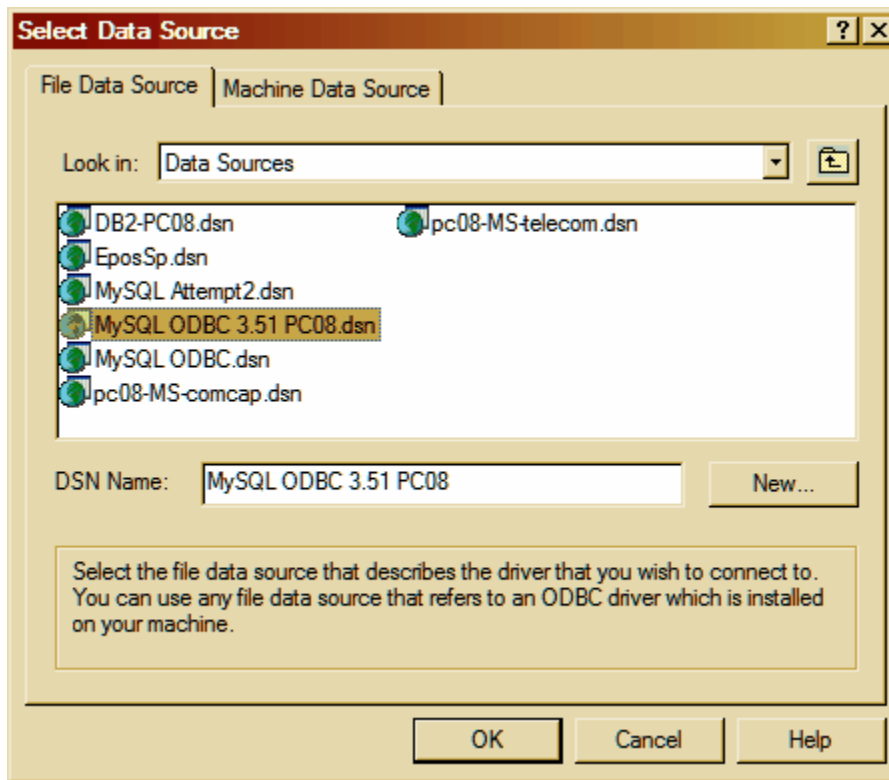 Select Data Source
File Data Source
Machine Data Source
Look in: Data Sources
DB2-PC08.dsn
EposSp.dsn
MySQL Attempt2.dsn
MySQL ODBC 3.51 PC08.dsn
MySQL ODBC.dsn
pc08-MS-comcap.dsn
pc08-MS-telecom.dsn
DSN Name: MySQL ODBC 3.51 PC08
New...
Select the file data source that describes the driver that you wish to connect to.
You can use any file data source that refers to an ODBC driver which is installed
on your machine.
OK
Cancel
Help